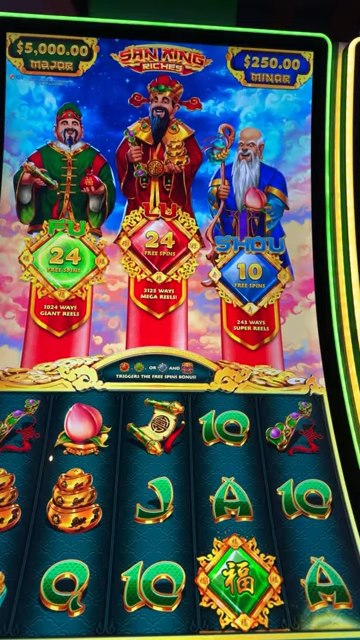 $5,000.00
MAJOR
SAN XING
RICHES
$250.00
MINOR
FU
24
FREE SPINS
1024 WAYS
GIANT REELS!
LU
24
FREE SPINS
3125 WAYS
MEGA REELS!
SHOU
10
FREE SPINS
243 WAYS
SUPER REELS!
OR AND
TRIGGERS THE FREE SPINS BONUS!
10
J
A
10
Q
10
福
A